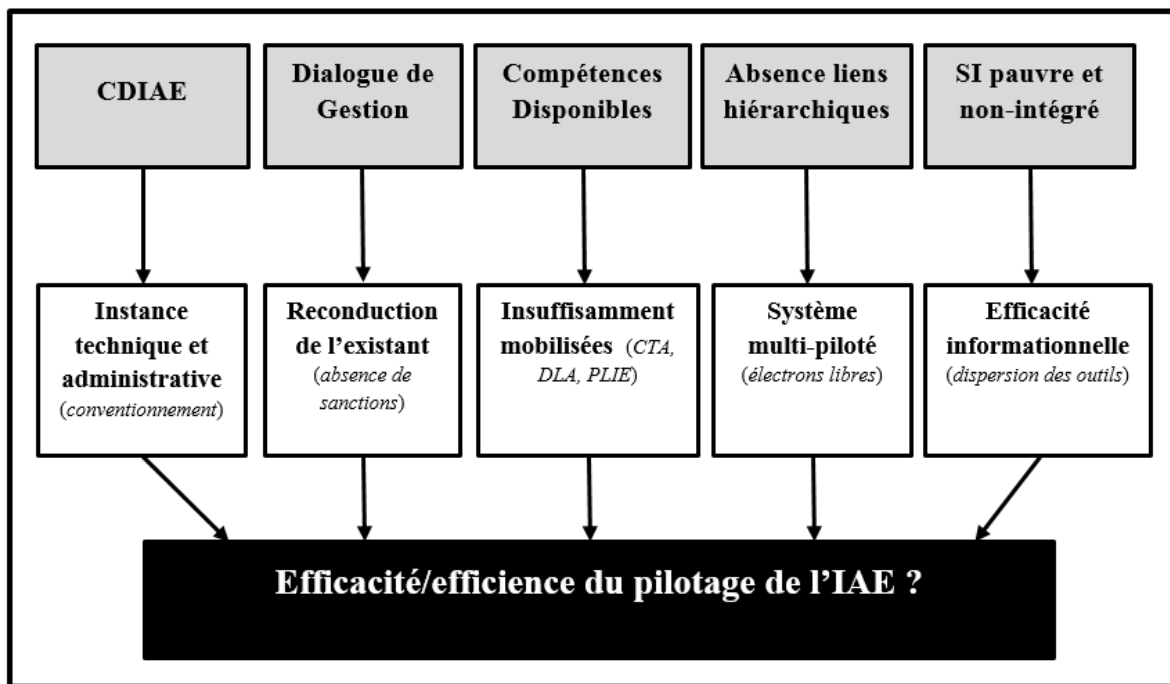 CDIAE
Dialogue de
Gestion
Compétences
Disponibles
Absence liens
hiérarchiques
SI pauvre et
non-intégré
Instance
technique et
administrative
(conventionnement)
Reconduction
de l’existant
(absence de
sanctions)
Insuffisamment
mobilisées (CTA,
DLA, PLIE)
Système
multi-piloté
(électrons libres)
Efficacité
informationnelle
(dispersion des outils)
Efficacité/efficience du pilotage de l’IAE ?